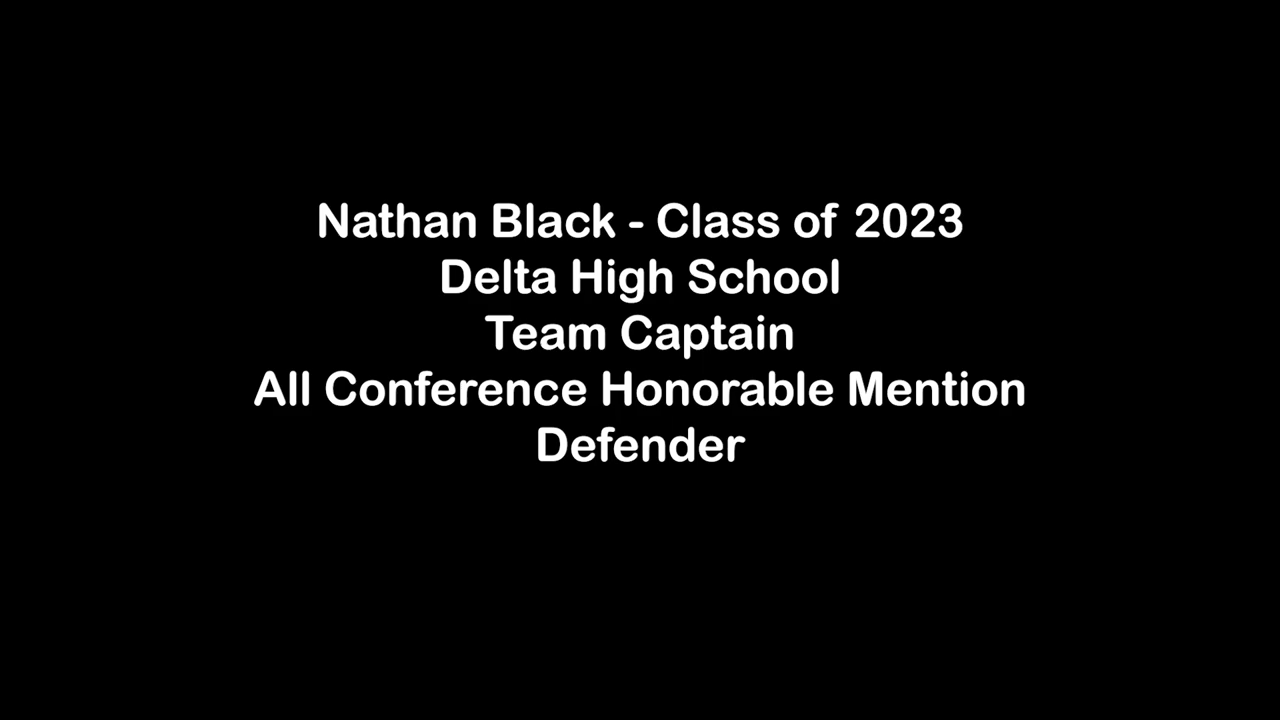 Nathan Black - Class of 2023
Delta High School
Team Captain
All Conference Honorable Mention
Defender